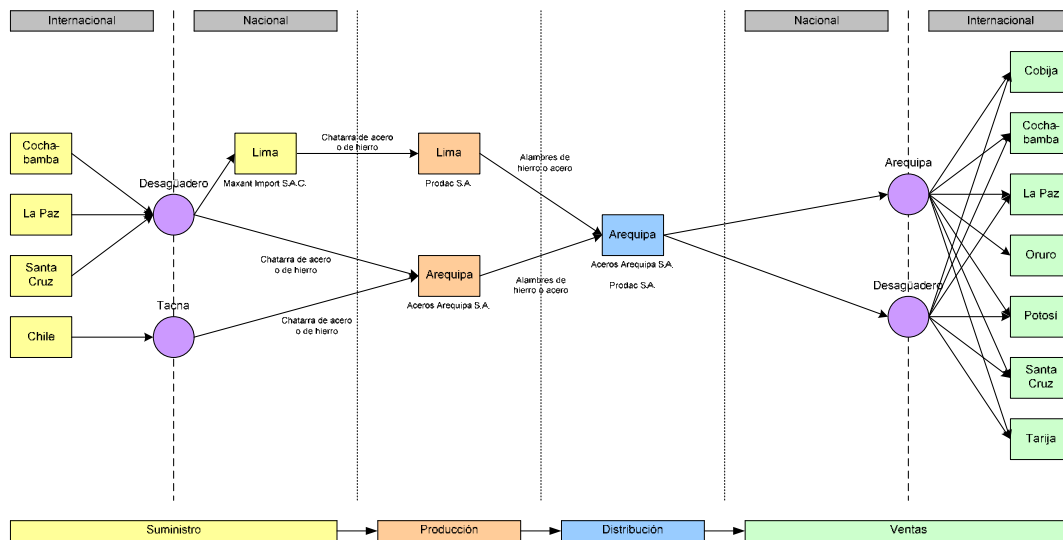 Internacional
Nacional
Nacional
Internacional
Cobija
Cocha-
bamba
Lima
Maxant Import S.A.C.
Chatarra de acero
o de hierro
Lima
Prodac S.A.
Alambres de
hierro o acero
Cocha-
bamba
Desaguadero
Arequipa
La Paz
La Paz
Arequipa
Aceros Arequipa S.A.
Prodac S.A.
Oruro
Santa
Cruz
Chatarra de acero
o de hierro
Arequipa
Aceros Arequipa S.A.
Alambres de
hierro o acero
Desaguadero
Tacna
Potosí
Chile
Chatarra de acero
o de hierro
Santa
Cruz
Tarija
Suministro
Producción
Distribución
Ventas